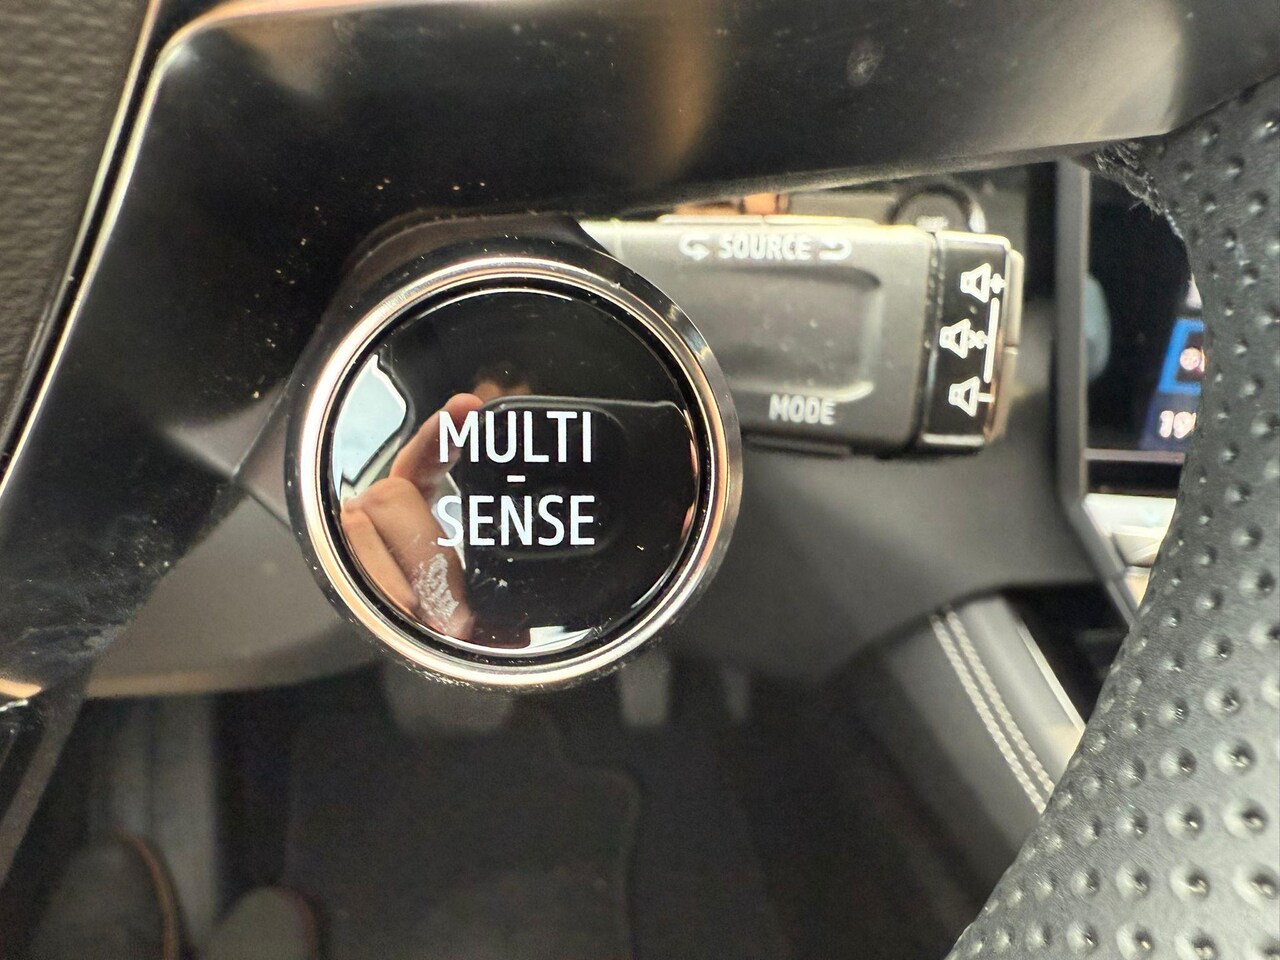 SOURCE
MODE
MULTI
-
SENSE